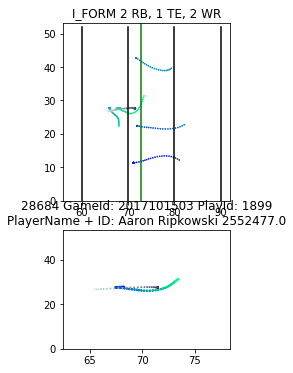 I_FORM 2 RB, 1 TE, 2 WR
50
40
30
20
10
0
60 70 80 90
28684 GameId: 2017101503 PlayId: 1899
PlayerName + ID: Aaron Ripkowski 2552477.0
40
20
0
65 70 75